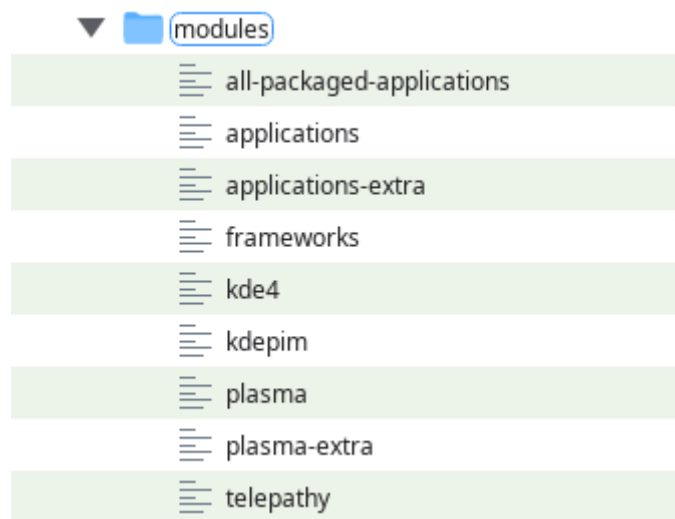 modules
all-packaged-applications
applications
applications-extra
frameworks
kde4
kdepim
plasma
plasma-extra
telepathy